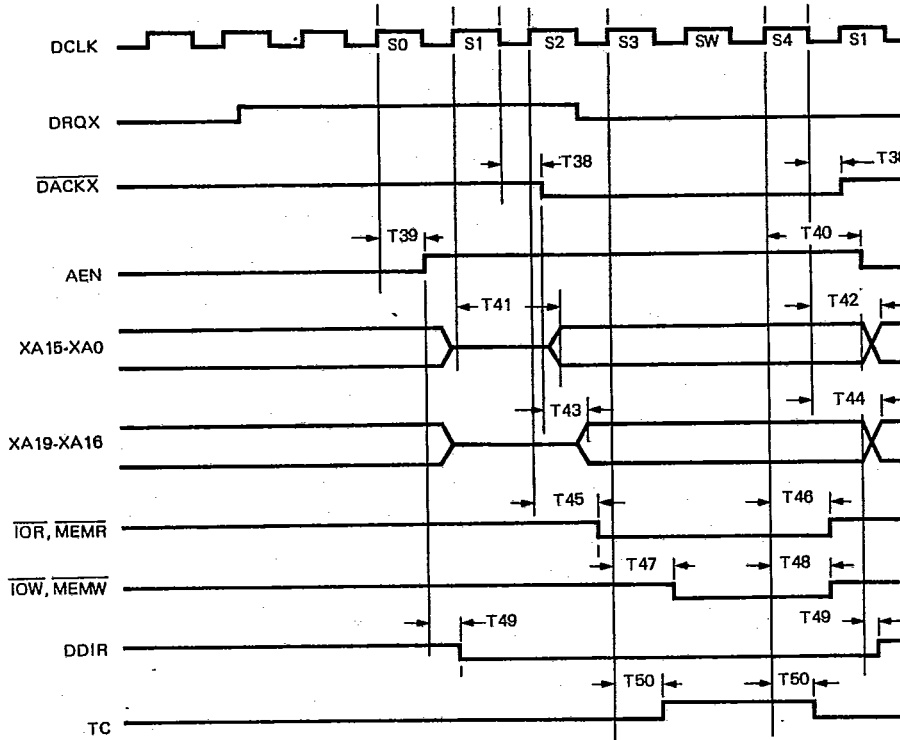 DCLK S0 S1 S2 S3 SW S4 S1
DRQX
DACKX T38 T38
T39 T40
AEN
T41 T42
XA15-XA0
T43 T44
XA19-XA16
T45 T46
IOR, MEMR
T47 T48
IOW, MEMW
T49 T49
DDIR
T50 T50
TC